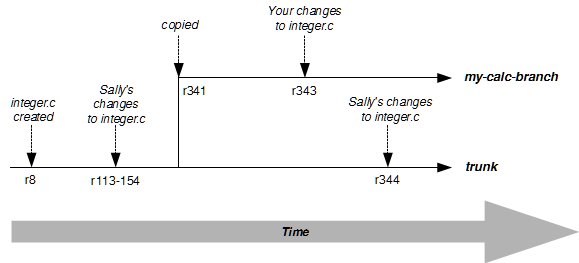 copied
Your changes
to integer.c
r341
r343
my-calc-branch
integer.c
created
Sally's
changes
to integer.c
Sally's changes
to integer.c
r8
r113-154
r344
trunk
Time